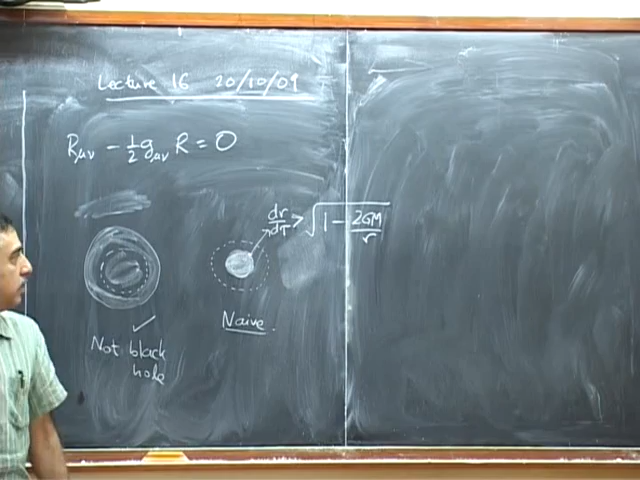 Lecture 16 20/10/09
Rμν − 1/2 gμν R = 0
dr/dτ > √(1 − 2GM/r)
Naive
Not black
hole